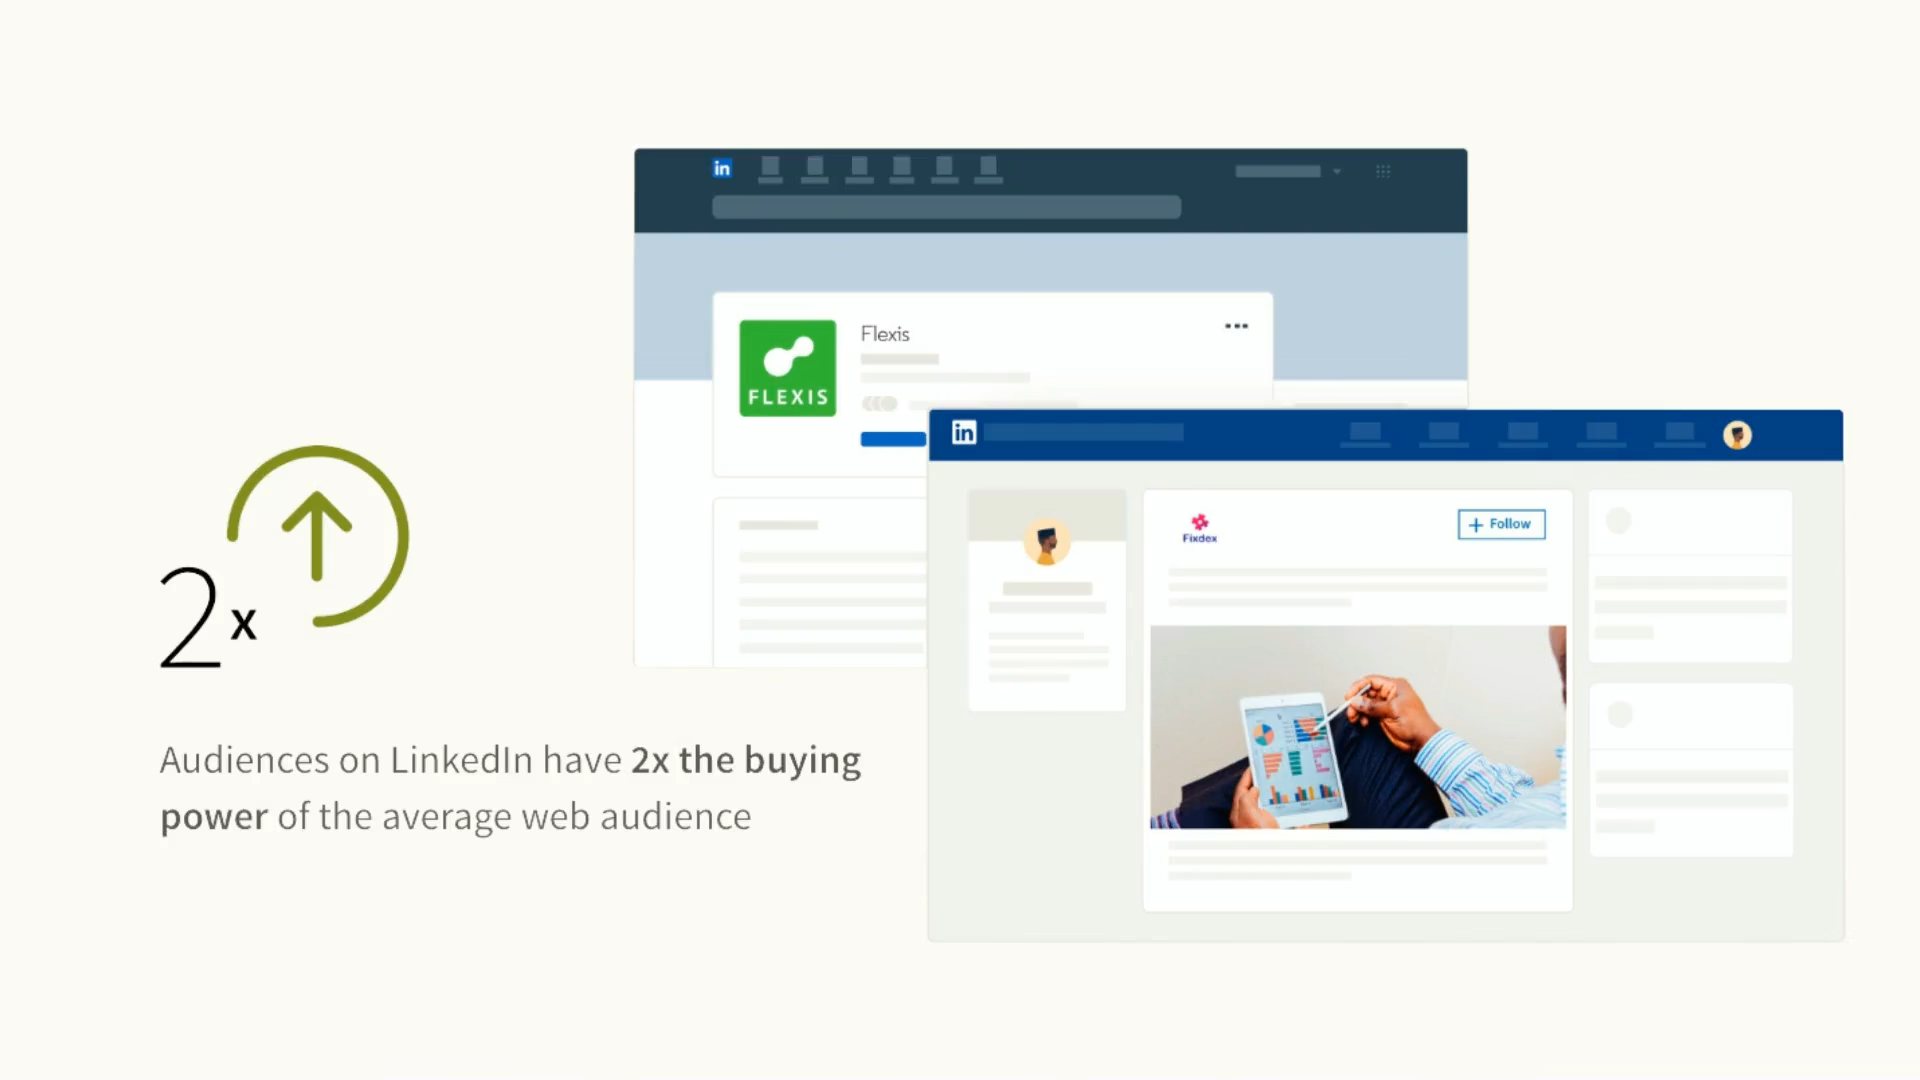 in
Flexis
FLEXIS
in
Fixdex
+ Follow
2x
Audiences on LinkedIn have 2x the buying
power of the average web audience